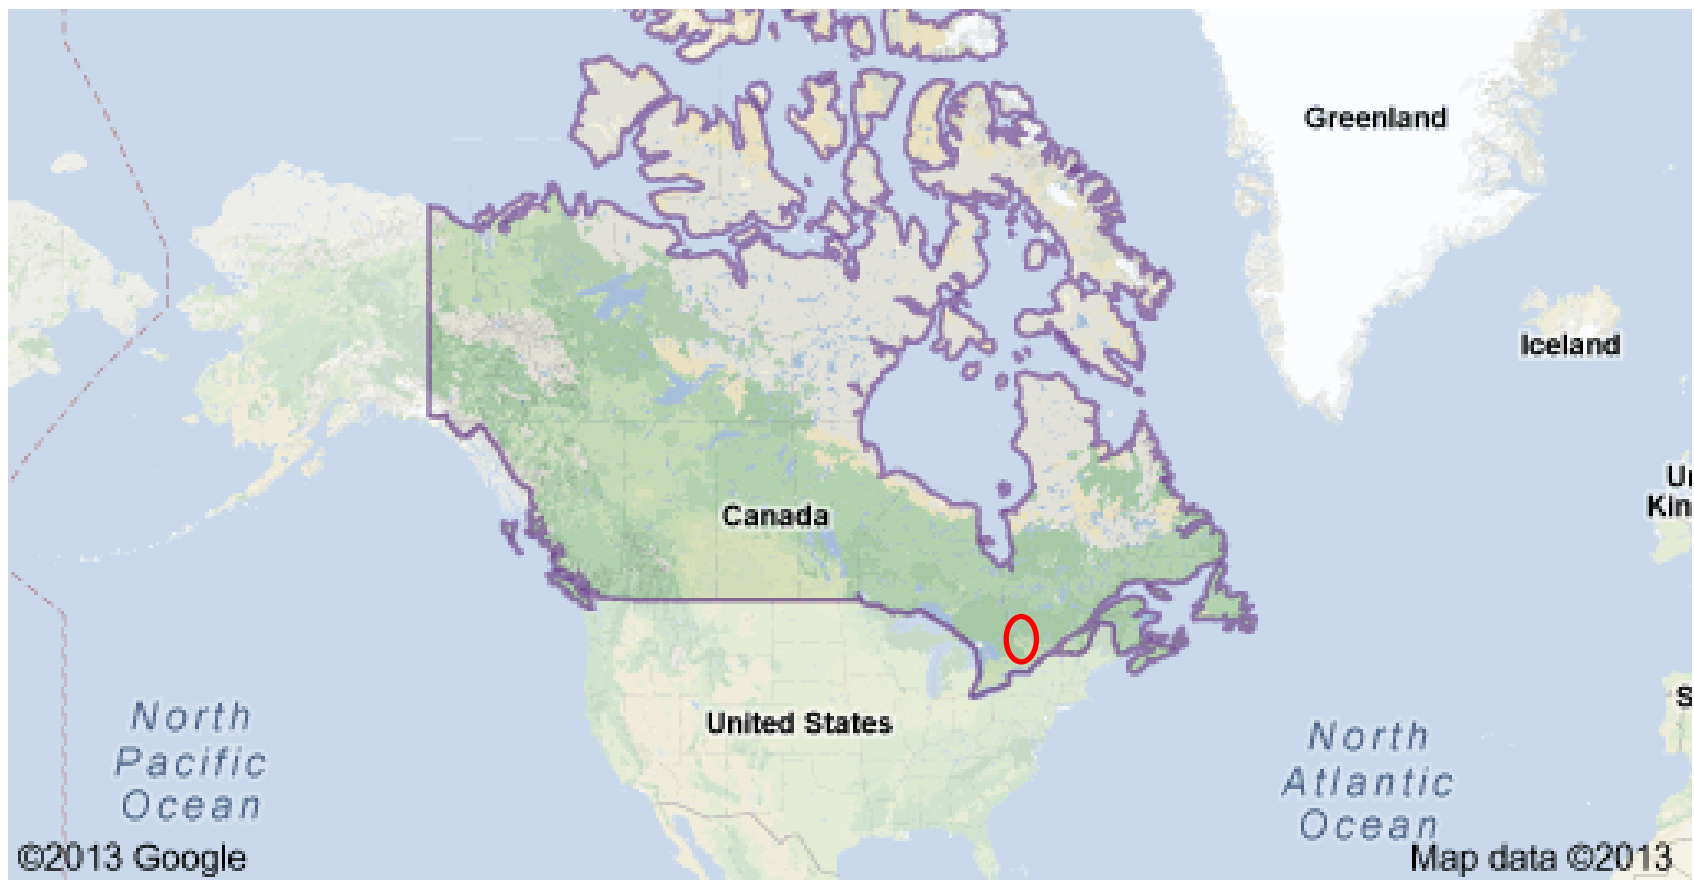 Greenland
Iceland
Canada
United States
North
Pacific
Ocean
North
Atlantic
Ocean
©2013 Google
Map data ©2013